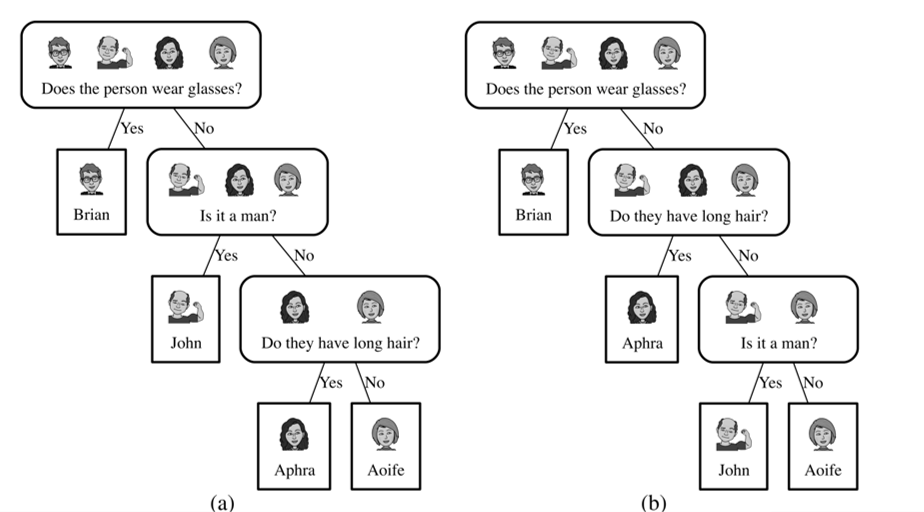 Does the person wear glasses?
Yes
No
Brian
Is it a man?
Yes
No
John
Do they have long hair?
Yes
No
Aphra
Aoife
(a)
Does the person wear glasses?
Yes
No
Brian
Do they have long hair?
Yes
No
Aphra
Is it a man?
Yes
No
John
Aoife
(b)